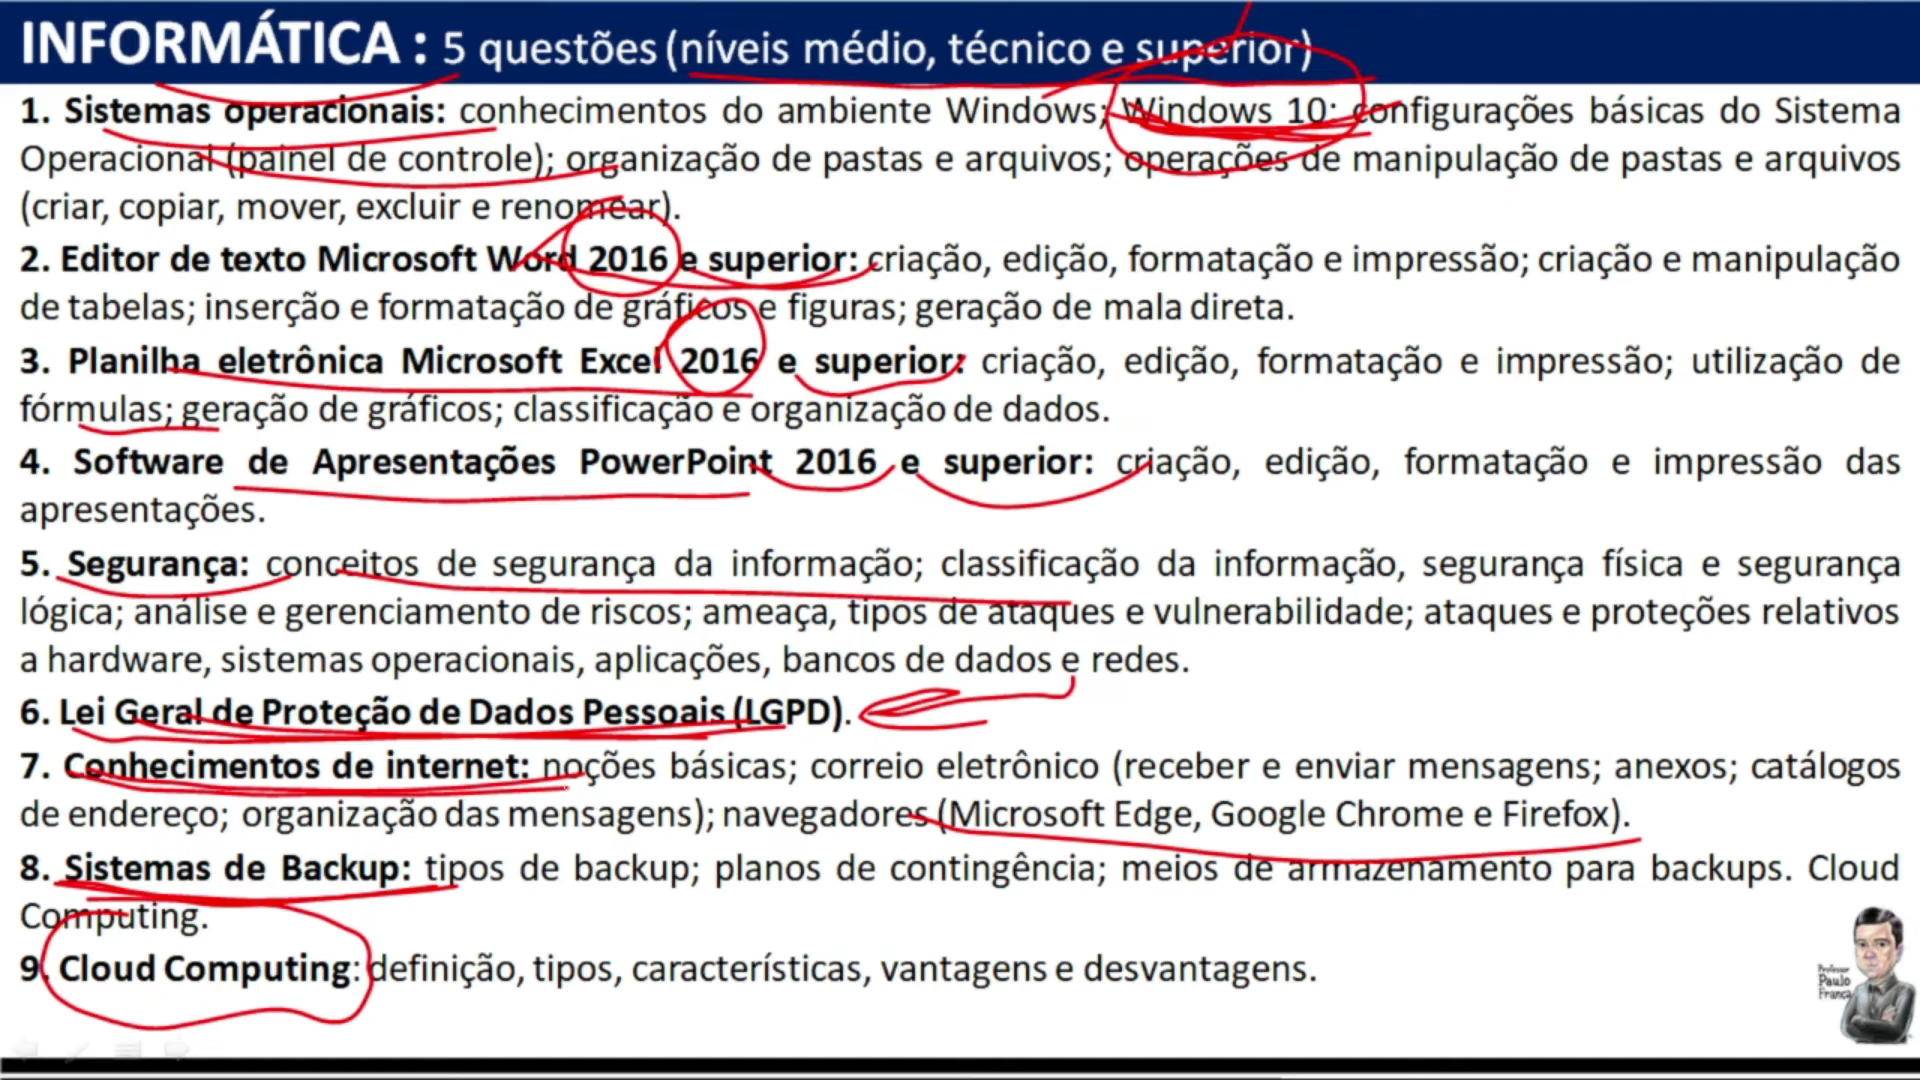 INFORMÁTICA : 5 questões (níveis médio, técnico e superior)
1. Sistemas operacionais: conhecimentos do ambiente Windows; Windows 10: configurações básicas do Sistema
Operacional (painel de controle); organização de pastas e arquivos; operações de manipulação de pastas e arquivos
(criar, copiar, mover, excluir e renomear).
2. Editor de texto Microsoft Word 2016 e superior: criação, edição, formatação e impressão; criação e manipulação
de tabelas; inserção e formatação de gráficos e figuras; geração de mala direta.
3. Planilha eletrônica Microsoft Excel 2016 e superior: criação, edição, formatação e impressão; utilização de
fórmulas; geração de gráficos; classificação e organização de dados.
4. Software de Apresentações PowerPoint 2016 e superior: criação, edição, formatação e impressão das
apresentações.
5. Segurança: conceitos de segurança da informação; classificação da informação, segurança física e segurança
lógica; análise e gerenciamento de riscos; ameaça, tipos de ataques e vulnerabilidade; ataques e proteções relativos
a hardware, sistemas operacionais, aplicações, bancos de dados e redes.
6. Lei Geral de Proteção de Dados Pessoais (LGPD).
7. Conhecimentos de internet: noções básicas; correio eletrônico (receber e enviar mensagens; anexos; catálogos
de endereço; organização das mensagens); navegadores (Microsoft Edge, Google Chrome e Firefox).
8. Sistemas de Backup: tipos de backup; planos de contingência; meios de armazenamento para backups. Cloud
Computing.
9. Cloud Computing: definição, tipos, características, vantagens e desvantagens.
Professor
Paulo
França